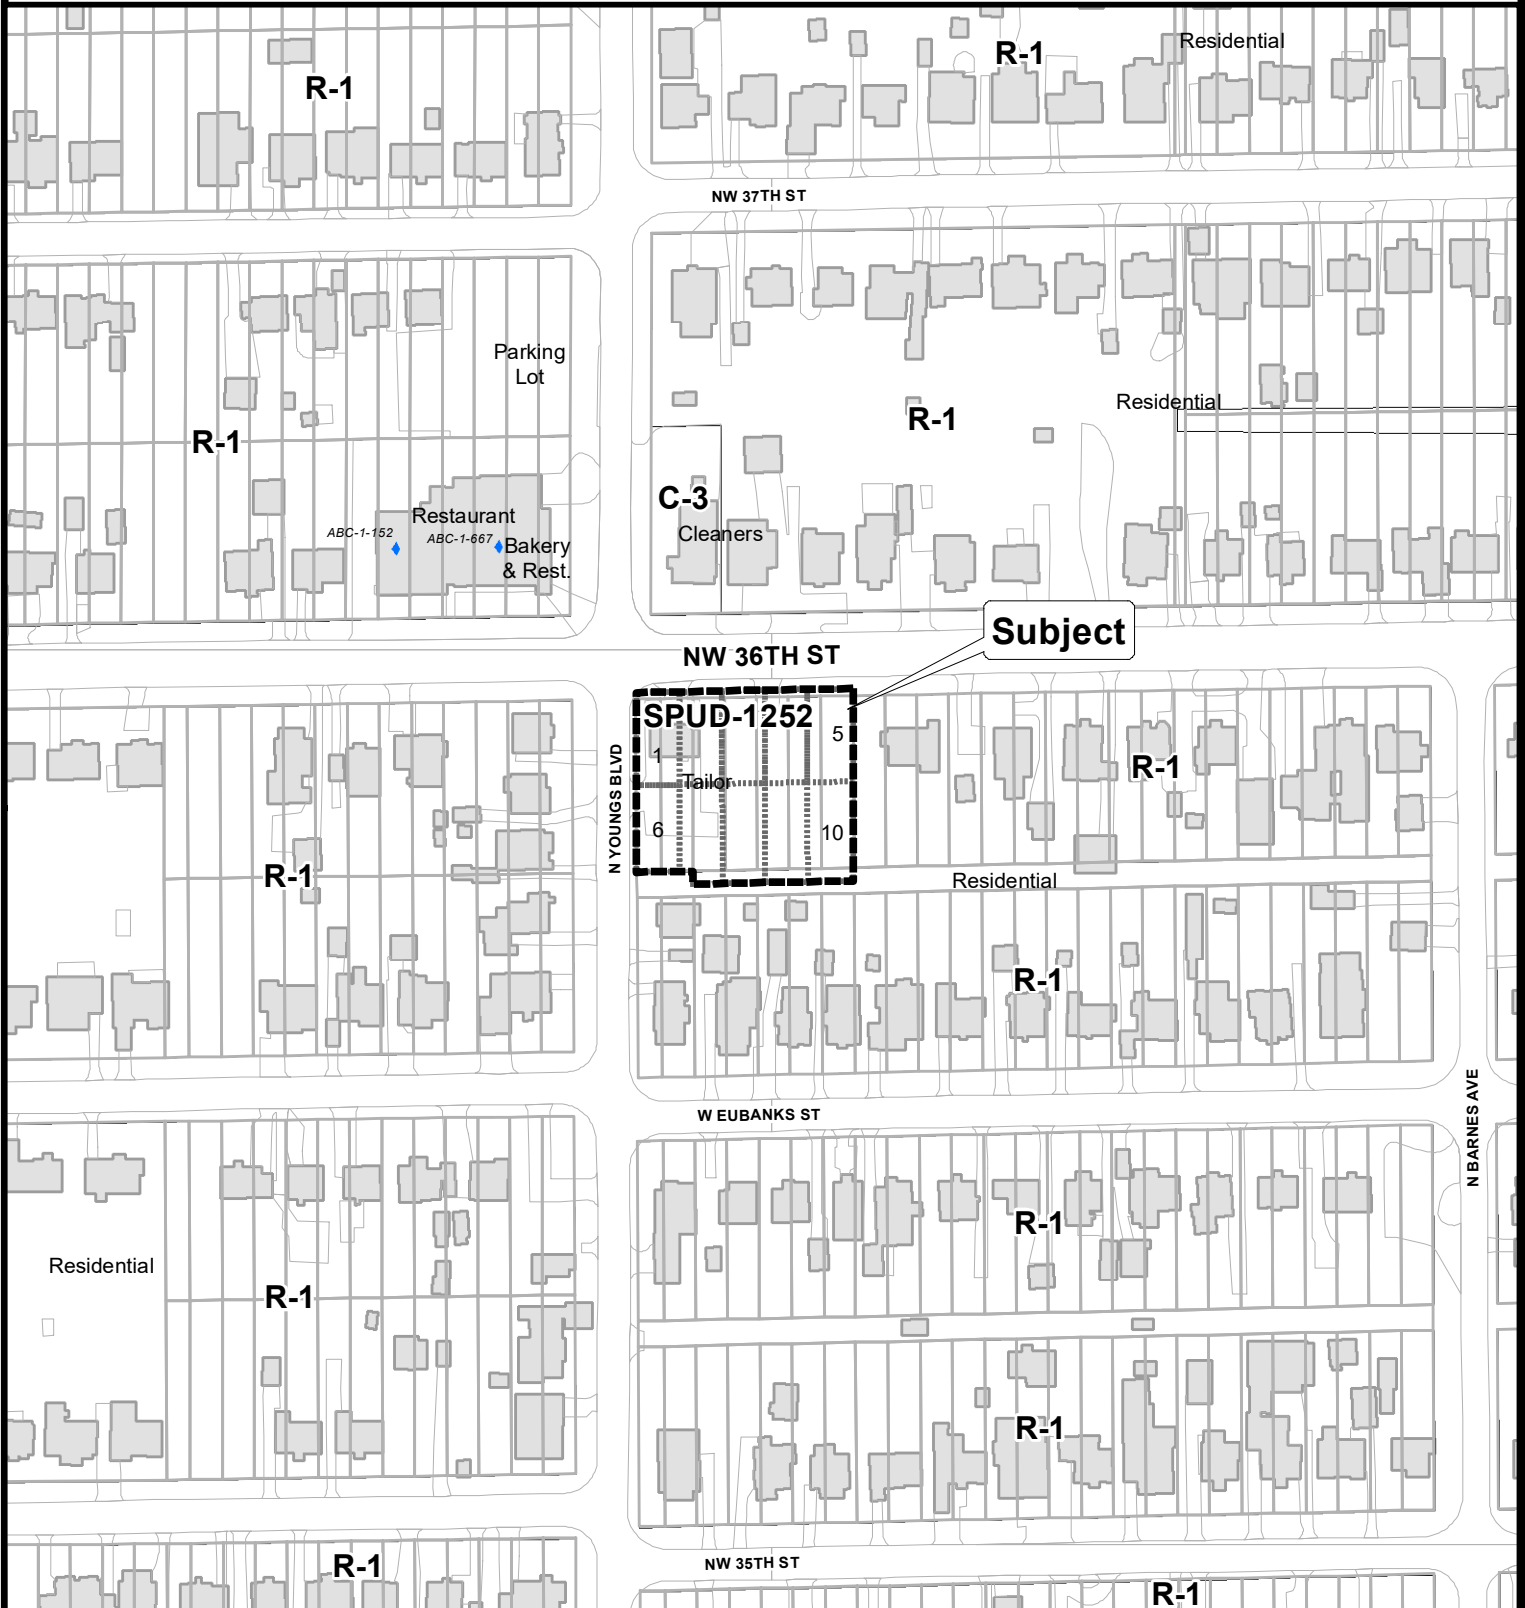 R-1
R-1
Residential
NW 37TH ST
Parking
Lot
Residential
R-1
R-1
C-3
Cleaners
Restaurant
ABC-1-152
ABC-1-667
Bakery
& Rest.
Subject
NW 36TH ST
SPUD-1252
1
5
Tailor
6
10
N YOUNGS BLVD
R-1
R-1
Residential
R-1
W EUBANKS ST
N BARNES AVE
R-1
Residential
R-1
R-1
NW 35TH ST
R-1
R-1